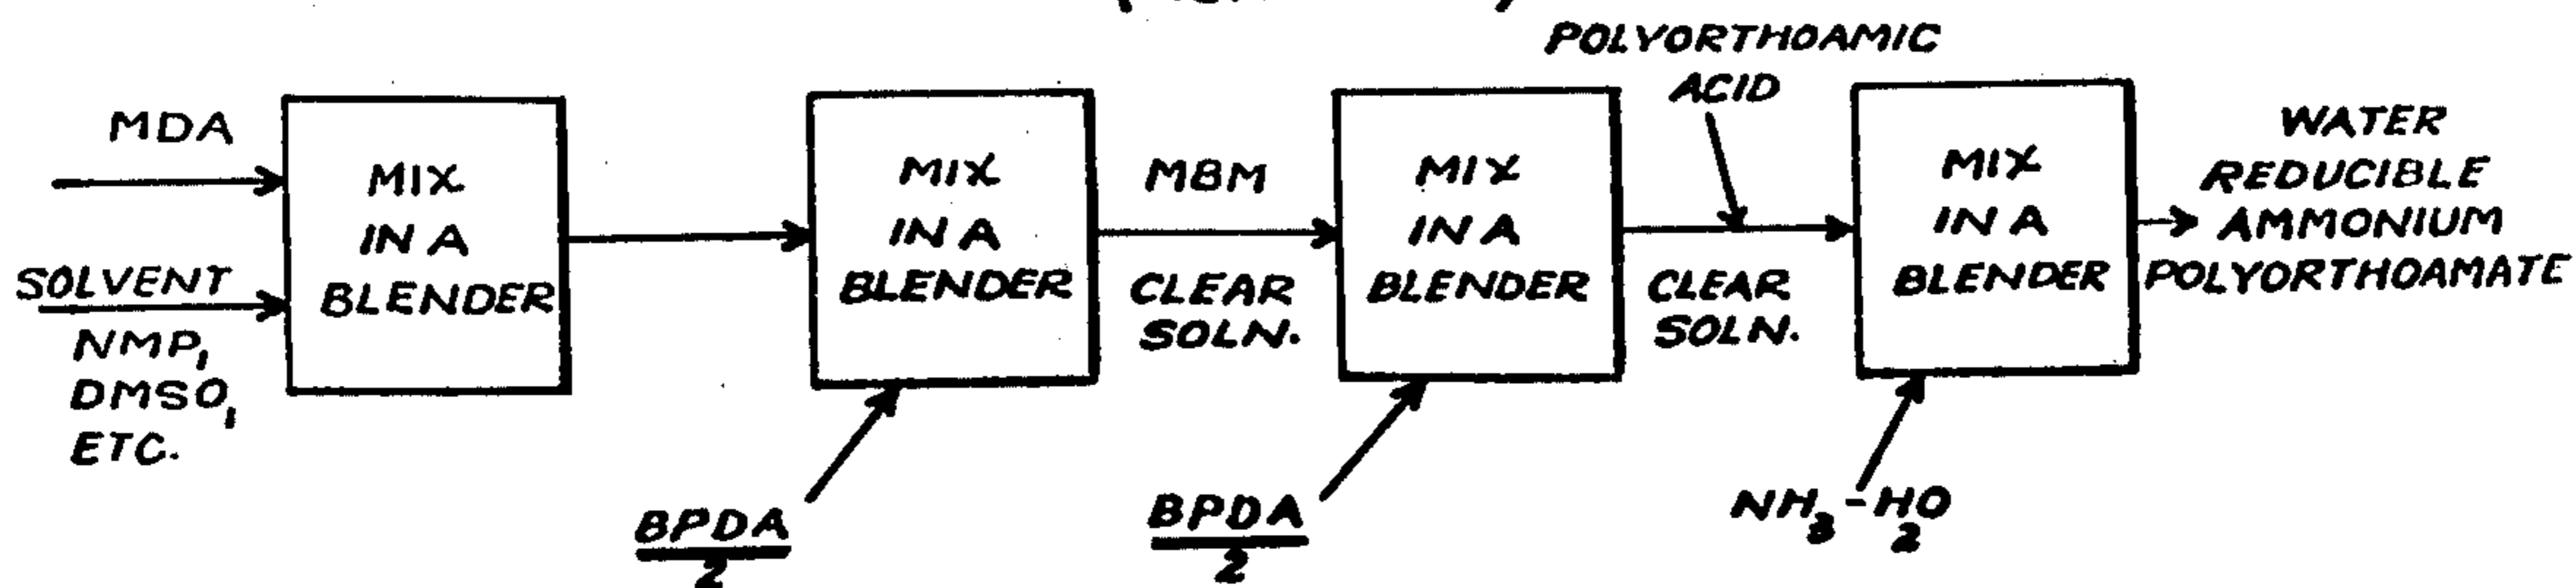 POLYORTHOAMIC
ACID
MDA
SOLVENT
NMP,
DMSO,
ETC.
MIX
IN A
BLENDER
MIX
IN A
BLENDER
BPDA
2
MBM
CLEAR
SOLN.
MIX
IN A
BLENDER
BPDA
2
CLEAR
SOLN.
MIX
IN A
BLENDER
NH3-H2O
WATER
REDUCIBLE
AMMONIUM
POLYORTHOAMATE